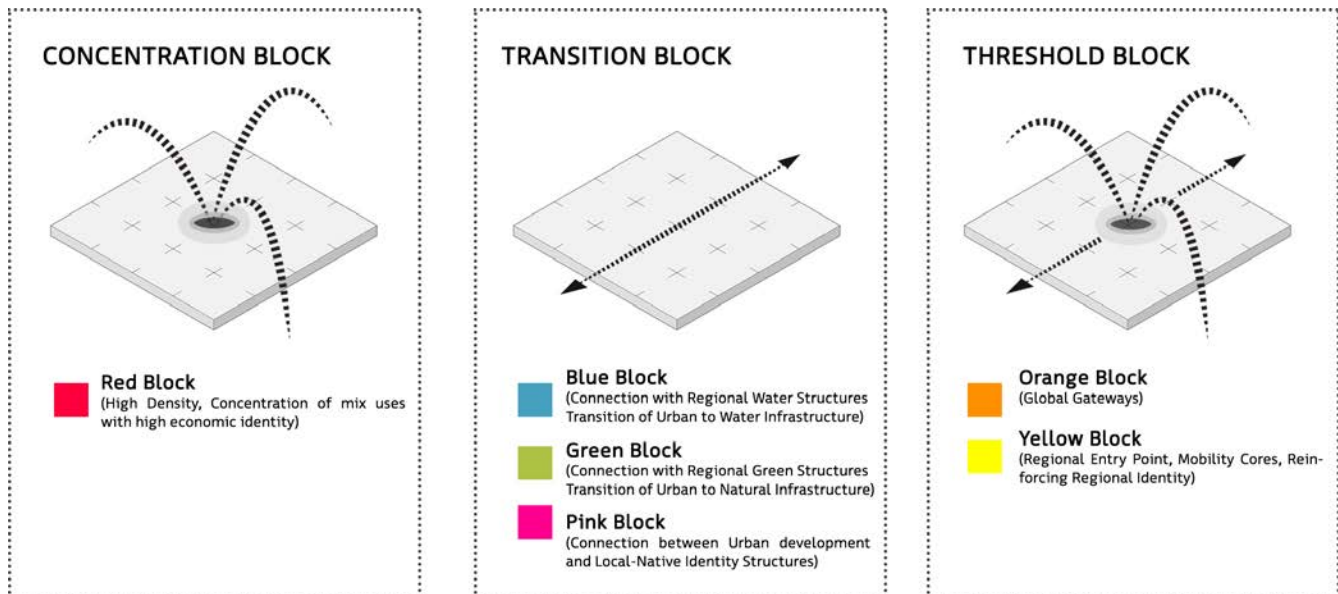 CONCENTRATION BLOCK
Red Block
(High Density, Concentration of mix uses
with high economic identity)
TRANSITION BLOCK
Blue Block
(Connection with Regional Water Structures
Transition of Urban to Water Infrastructure)
Green Block
(Connection with Regional Green Structures
Transition of Urban to Natural Infrastructure)
Pink Block
(Connection between Urban development
and Local-Native Identity Structures)
THRESHOLD BLOCK
Orange Block
(Global Gateways)
Yellow Block
(Regional Entry Point, Mobility Cores, Rein-
forcing Regional Identity)